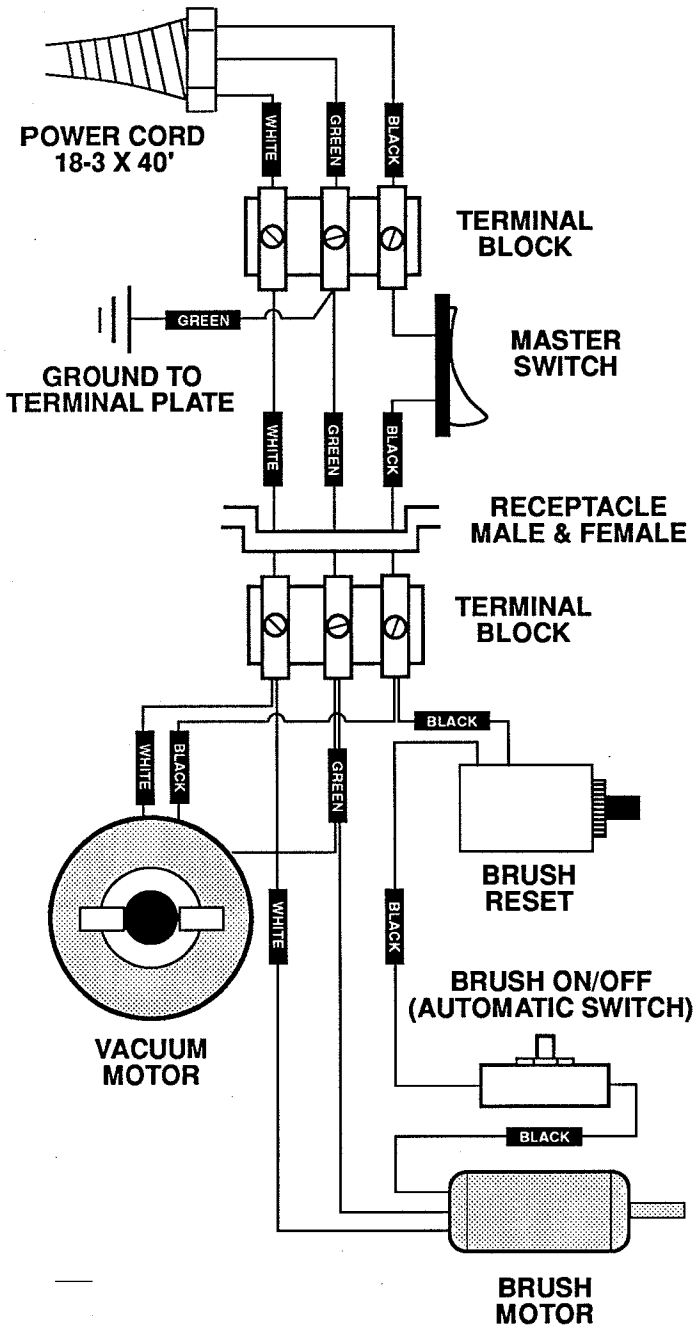 WHITE
GREEN
BLACK
POWER CORD
18-3 X 40'
TERMINAL
BLOCK
GREEN
GROUND TO
TERMINAL PLATE
MASTER
SWITCH
WHITE
GREEN
BLACK
RECEPTACLE
MALE & FEMALE
TERMINAL
BLOCK
BLACK
WHITE
BLACK
GREEN
BRUSH
RESET
WHITE
BLACK
BRUSH ON/OFF
(AUTOMATIC SWITCH)
VACUUM
MOTOR
BLACK
BRUSH
MOTOR